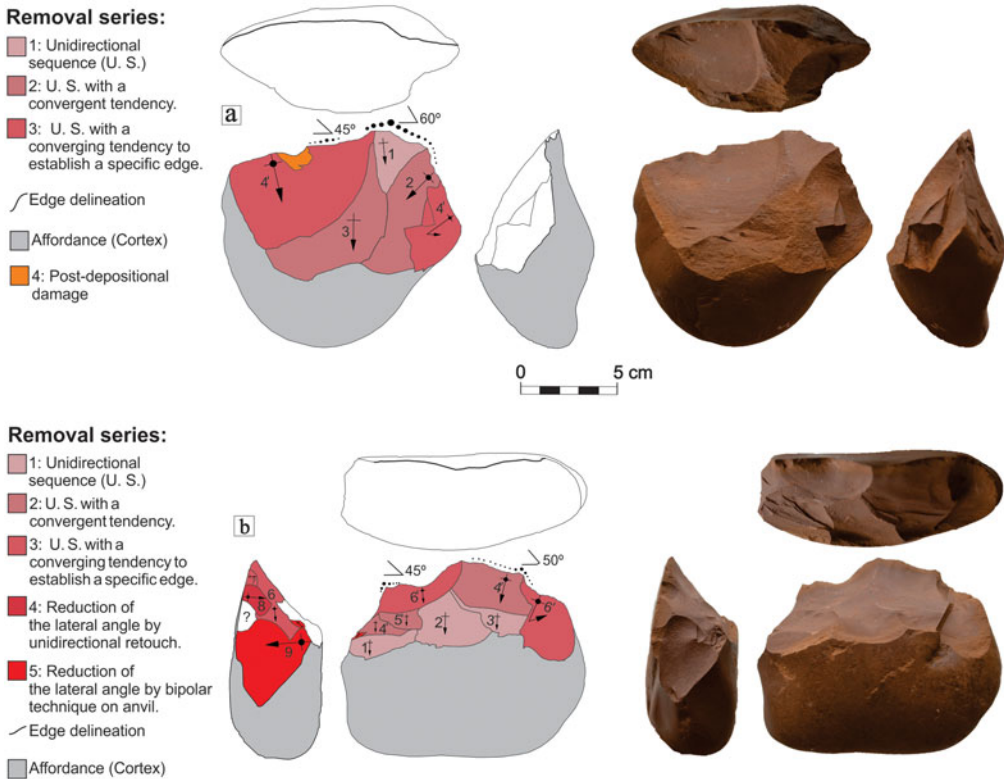 Removal series:
1: Unidirectional
sequence (U. S.)
2: U. S. with a
convergent tendency.
3: U. S. with a
converging tendency to
establish a specific edge.
Edge delineation
Affordance (Cortex)
4: Post-depositional
damage
a
45º
60º
1
2
3
4'
4'
0 5 cm
Removal series:
1: Unidirectional
sequence (U. S.)
2: U. S. with a
convergent tendency.
3: U. S. with a
converging tendency to
establish a specific edge.
4: Reduction of
the lateral angle by
unidirectional retouch.
5: Reduction of
the lateral angle by bipolar
technique on anvil.
Edge delineation
Affordance (Cortex)
b
?
6
8
9
45º
50º
6'
4'
6'
5'
4
2
3
1